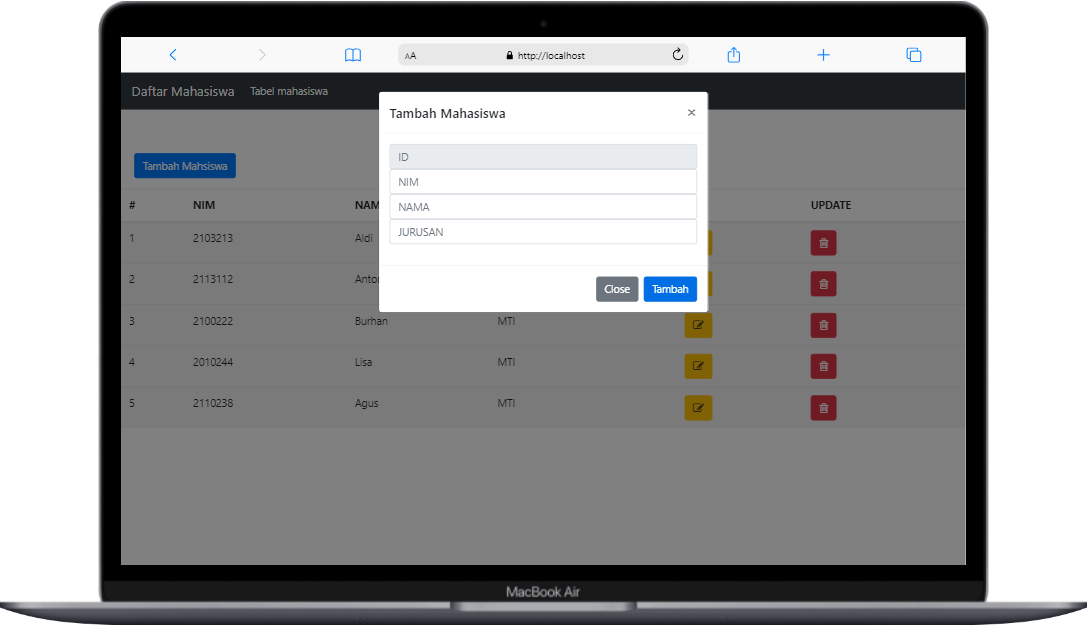 AA http://localhost
Daftar Mahasiswa Tabel mahasiswa
Tambah Mahasiswa ×
ID
NIM
NAMA
JURUSAN
Close Tambah
Tambah Mahsiswa
# NIM NAM UPDATE
1 2103213 Aldi
2 2113112 Anto
3 2100222 Burhan MTI
4 2010244 Lisa MTI
5 2110238 Agus MTI
MacBook Air